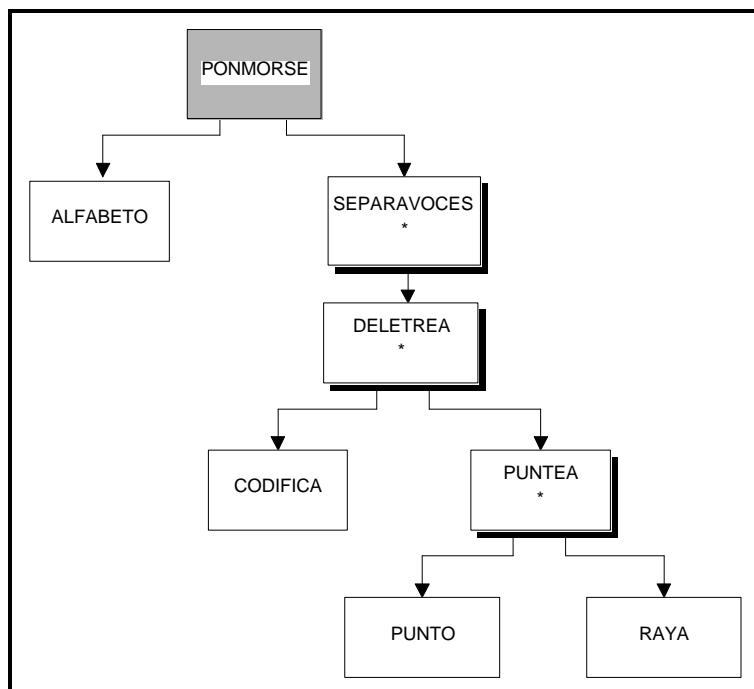 PONMORSE
ALFABETO
SEPARAVOCES
*
DELETREA
*
CODIFICA
PUNTEA
*
PUNTO
RAYA